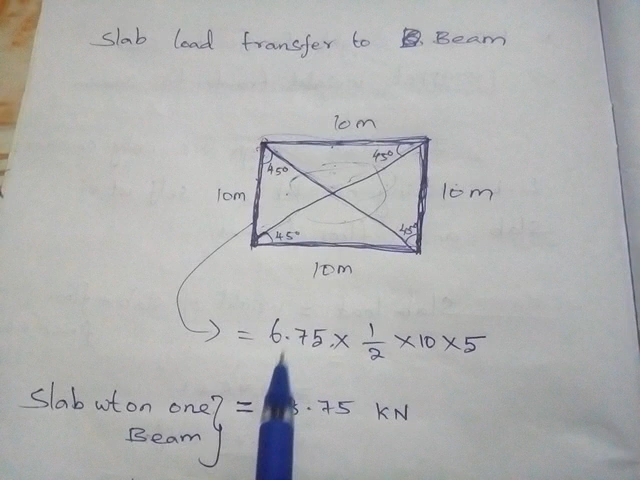 Slab load transfer to Beam
10m
45° 45°
10m 10m
45° 45°
10m
= 6.75 × 1/2 × 10 × 5
Slab wt on one } = .75 KN
Beam